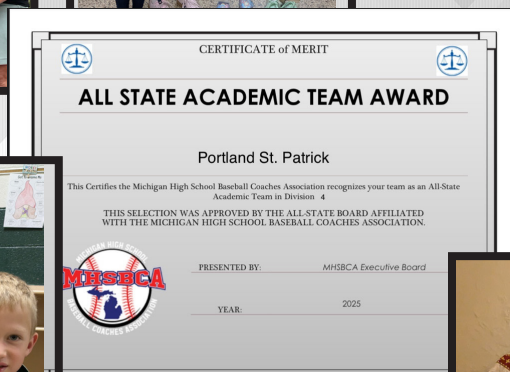 CERTIFICATE of MERIT
ALL STATE ACADEMIC TEAM AWARD
Portland St. Patrick
This Certifies the Michigan High School Baseball Coaches Association recognizes your team as an All-State
Academic Team in Division 4
THIS SELECTION WAS APPROVED BY THE ALL-STATE BOARD AFFILIATED
WITH THE MICHIGAN HIGH SCHOOL BASEBALL COACHES ASSOCIATION.
MICHIGAN HIGH SCHOOL
MHSBCA
BASEBALL COACHES ASSOCIATION
PRESENTED BY: MHSBCA Executive Board
YEAR: 2025